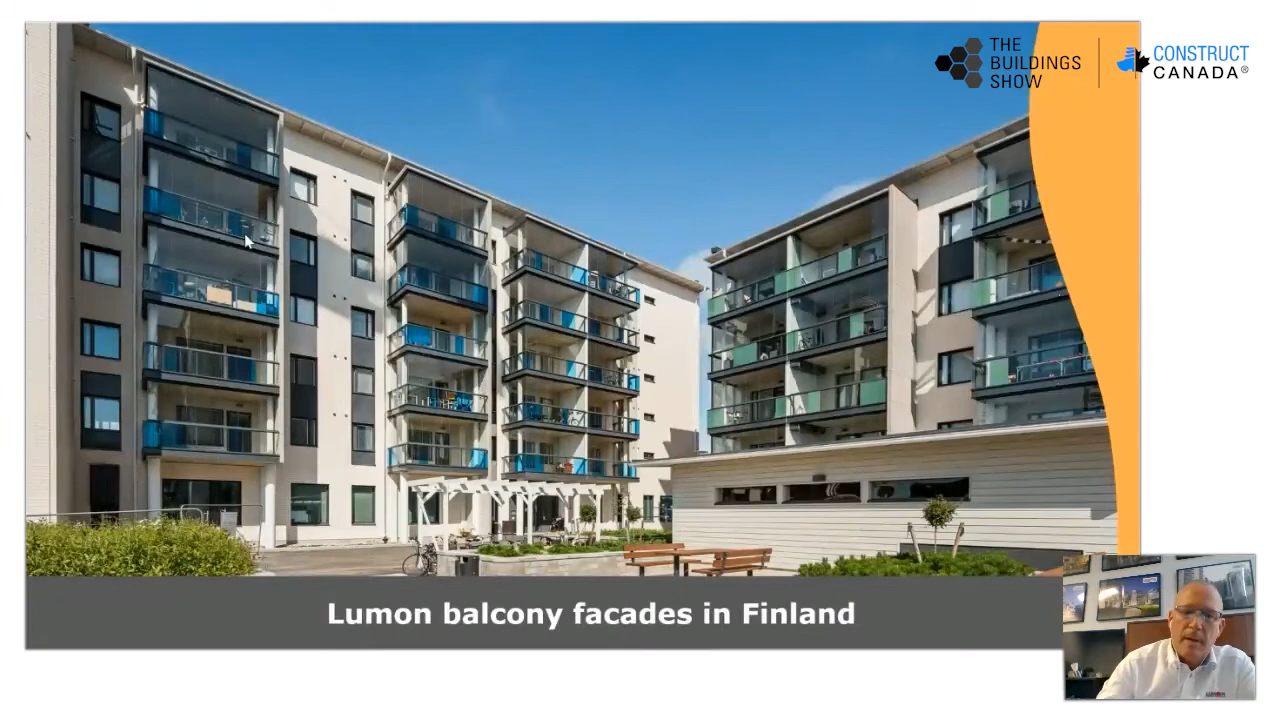 THE
BUILDINGS
SHOW
CONSTRUCT
CANADA®
Lumon balcony facades in Finland